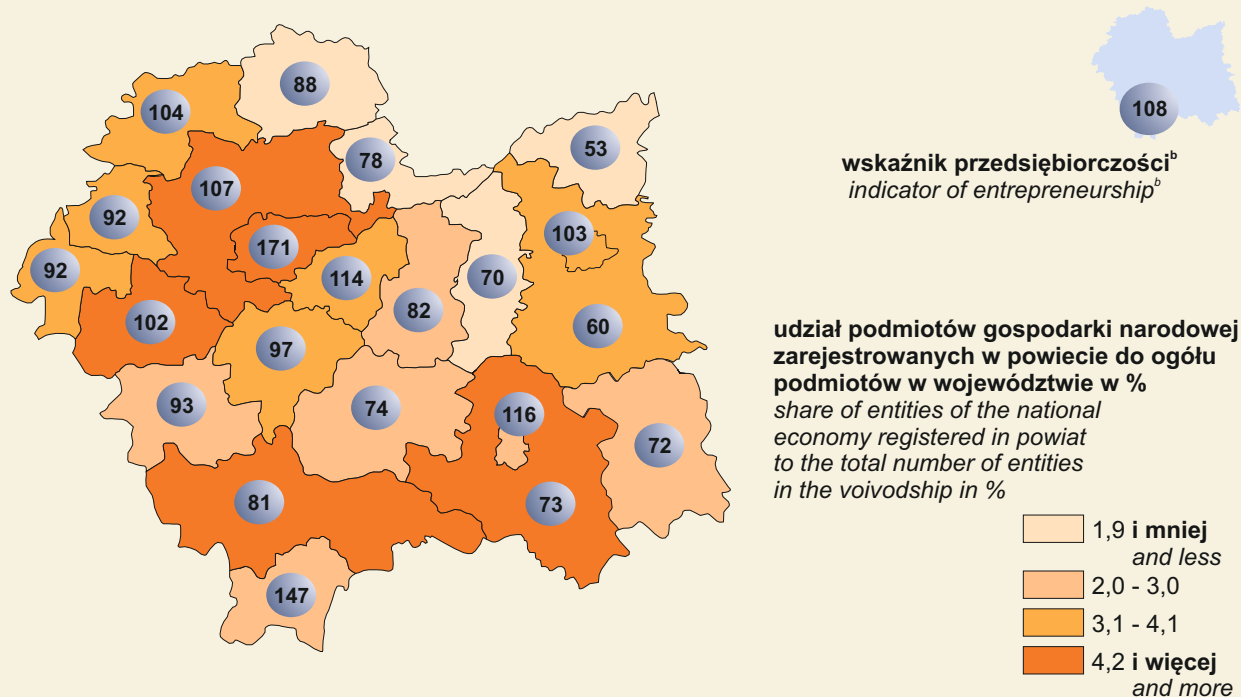 88
104
108
53
78
wskaźnik przedsiębiorczości^b
indicator of entrepreneurship^b
107
92
103
171
92
114
70
82
102
60
97
udział podmiotów gospodarki narodowej
zarejestrowanych w powiecie do ogółu
podmiotów w województwie w %
share of entities of the national
economy registered in powiat
to the total number of entities
in the voivodship in %
93
74
116
72
81
73
147
1,9 i mniej
and less
2,0 - 3,0
3,1 - 4,1
4,2 i więcej
and more